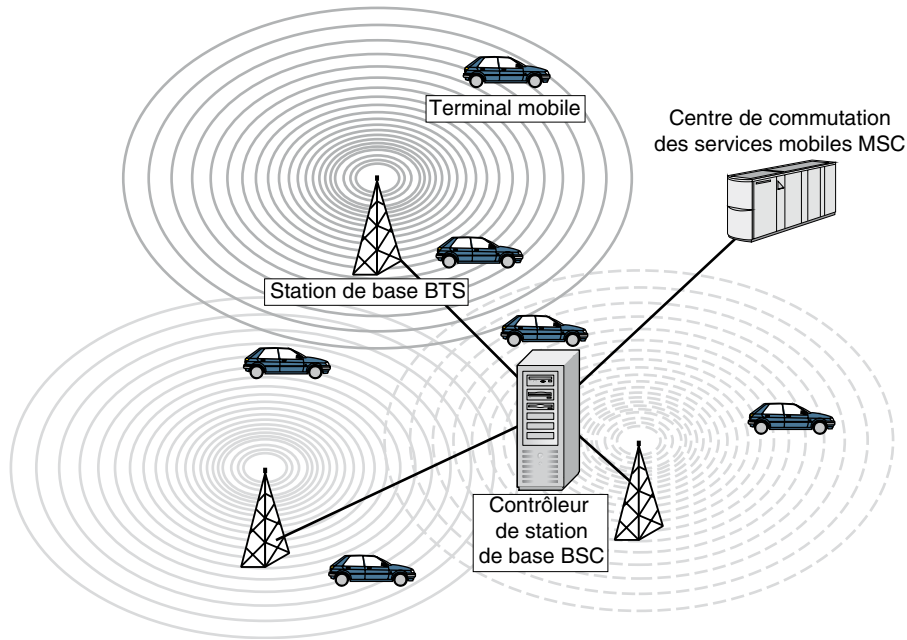 Terminal mobile
Centre de commutation
des services mobiles MSC
Station de base BTS
Contrôleur
de station
de base BSC